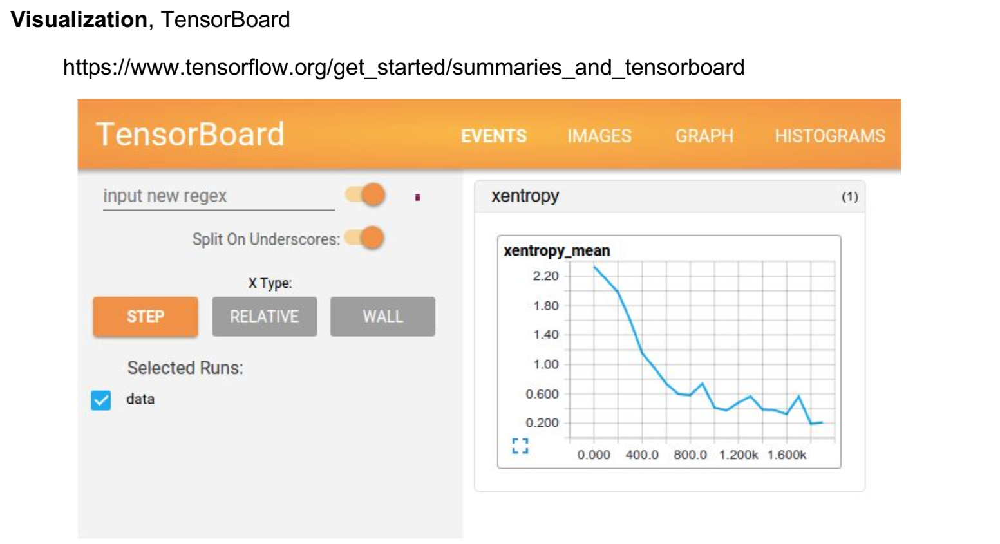 Visualization, TensorBoard
https://www.tensorflow.org/get_started/summaries_and_tensorboard
TensorBoard
EVENTS IMAGES GRAPH HISTOGRAMS
input new regex
Split On Underscores:
X Type:
STEP RELATIVE WALL
Selected Runs:
data
xentropy (1)
xentropy_mean
2.20
1.80
1.40
1.00
0.600
0.200
0.000 400.0 800.0 1.200k 1.600k